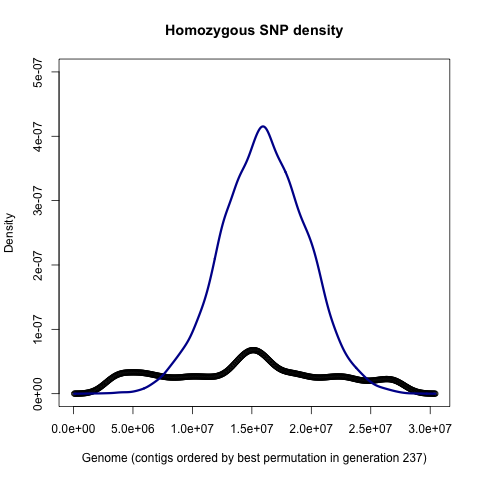 Homozygous SNP density
Density
5e-07
4e-07
3e-07
2e-07
1e-07
0e+00
0.0e+00 5.0e+06 1.0e+07 1.5e+07 2.0e+07 2.5e+07 3.0e+07
Genome (contigs ordered by best permutation in generation 237)